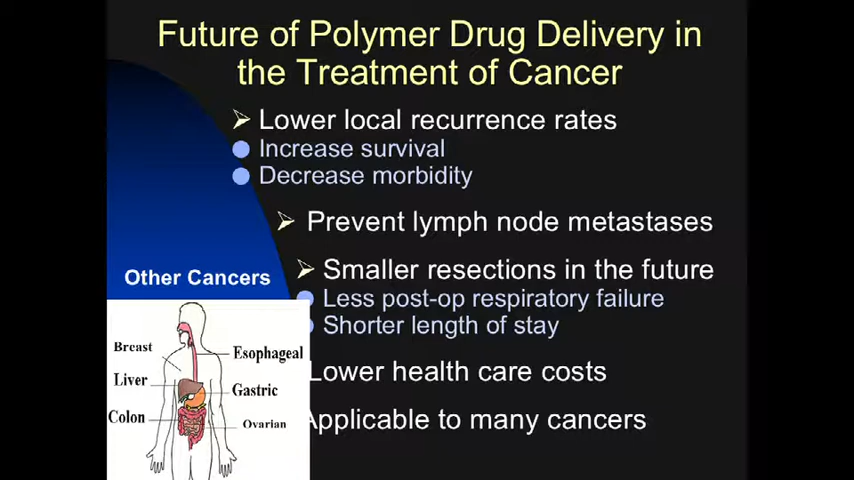 Future of Polymer Drug Delivery in
the Treatment of Cancer
Lower local recurrence rates
Increase survival
Decrease morbidity
Prevent lymph node metastases
Smaller resections in the future
Less post-op respiratory failure
Shorter length of stay
Lower health care costs
Applicable to many cancers
Other Cancers
Breast
Esophageal
Liver
Gastric
Colon
Ovarian